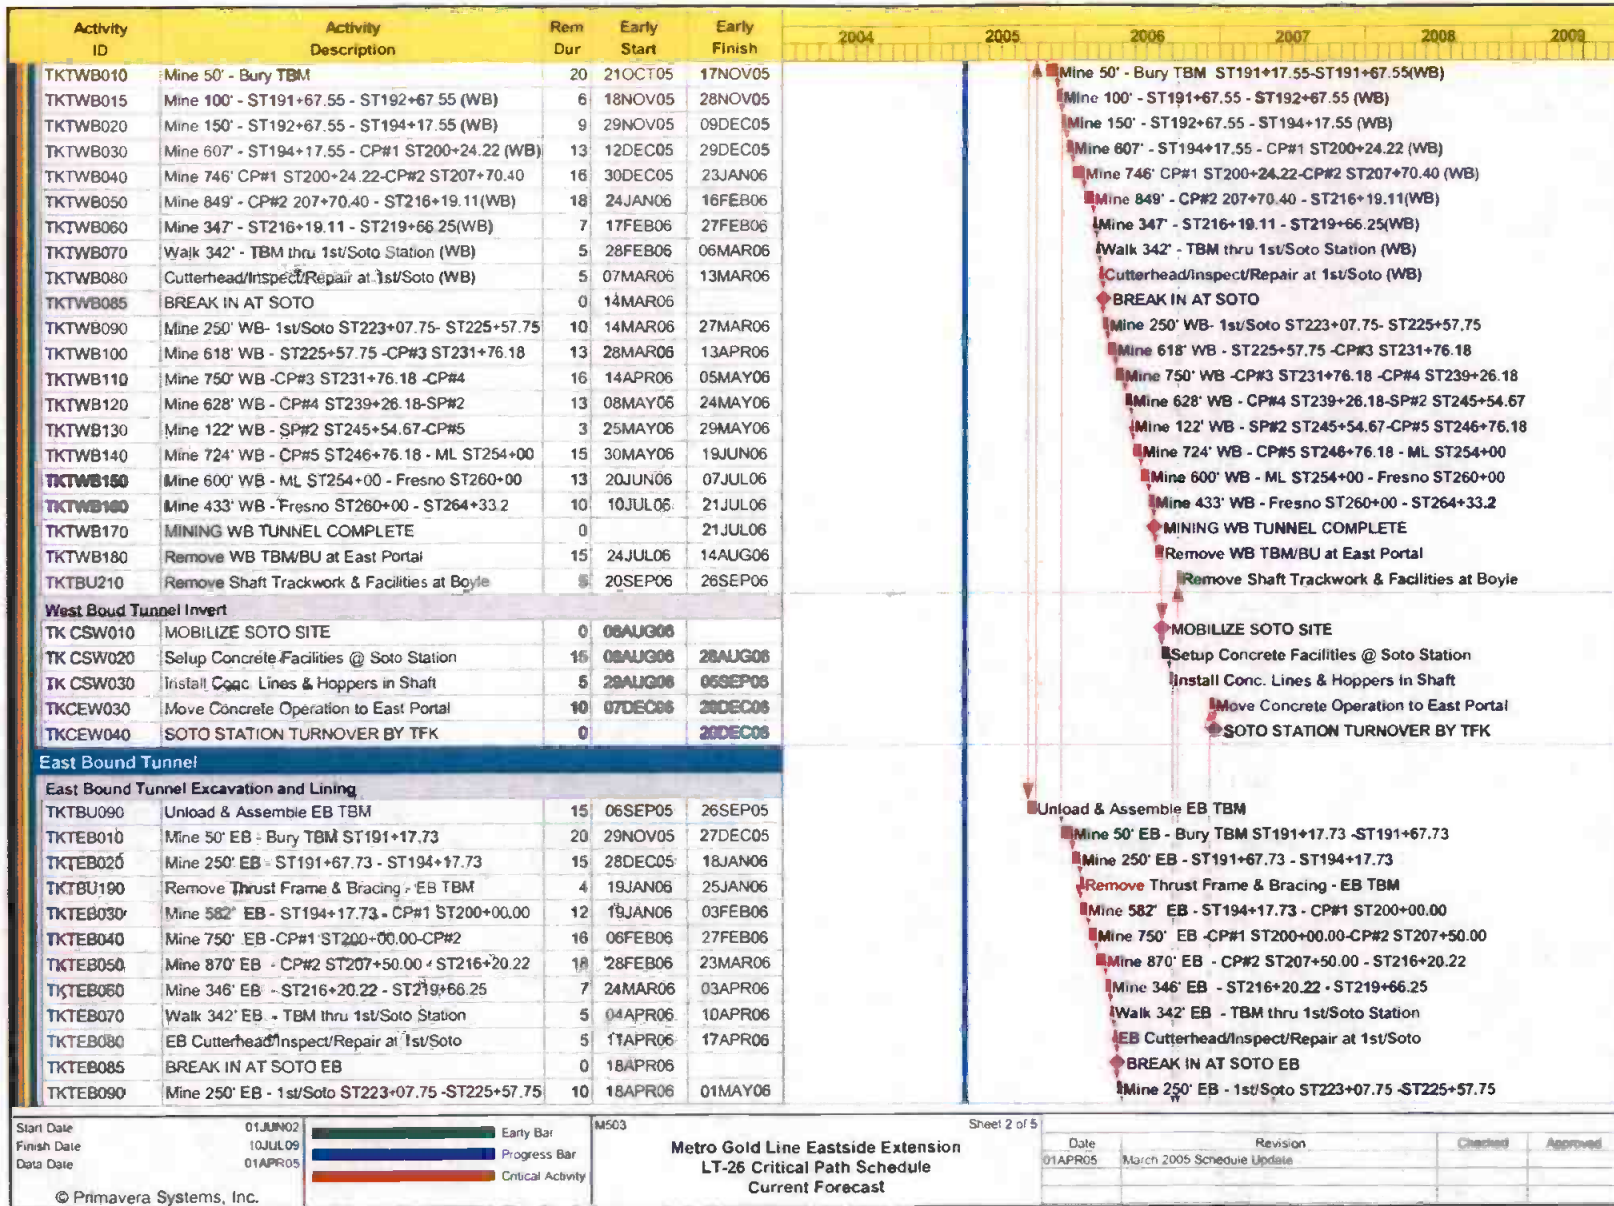 Activity ID Activity Description Rem Dur Early Start Early Finish 2004 2005 2006 2007 2008 2009
TKTWB010 Mine 50' - Bury TBM 20 21OCT05 17NOV05 Mine 50' - Bury TBM ST191+17.55-ST191+67.55(WB)
TKTWB015 Mine 100' - ST191+67.55 - ST192+67.55 (WB) 6 18NOV05 28NOV05 Mine 100' - ST191+67.55 - ST192+67.55 (WB)
TKTWB020 Mine 150' - ST192+67.55 - ST194+17.55 (WB) 9 29NOV05 09DEC05 Mine 150' - ST192+67.55 - ST194+17.55 (WB)
TKTWB030 Mine 607' - ST194+17.55 - CP#1 ST200+24.22 (WB) 13 12DEC05 29DEC05 Mine 607' - ST194+17.55 - CP#1 ST200+24.22 (WB)
TKTWB040 Mine 746' CP#1 ST200+24.22-CP#2 ST207+70.40 16 30DEC05 23JAN06 Mine 746' CP#1 ST200+24.22-CP#2 ST207+70.40 (WB)
TKTWB050 Mine 849' - CP#2 207+70.40 - ST216+19.11(WB) 18 24JAN06 16FEB06 Mine 849' - CP#2 207+70.40 - ST216+19.11(WB)
TKTWB060 Mine 347' - ST216+19.11 - ST219+66.25(WB) 7 17FEB06 27FEB06 Mine 347' - ST216+19.11 - ST219+66.25(WB)
TKTWB070 Walk 342' - TBM thru 1st/Soto Station (WB) 5 28FEB06 06MAR06 Walk 342' - TBM thru 1st/Soto Station (WB)
TKTWB080 Cutterhead/Inspect/Repair at 1st/Soto (WB) 5 07MAR06 13MAR06 Cutterhead/Inspect/Repair at 1st/Soto (WB)
TKTWB085 BREAK IN AT SOTO 0 14MAR06 BREAK IN AT SOTO
TKTWB090 Mine 250' WB- 1st/Soto ST223+07.75- ST225+57.75 10 14MAR06 27MAR06 Mine 250' WB- 1st/Soto ST223+07.75- ST225+57.75
TKTWB100 Mine 618' WB - ST225+57.75 -CP#3 ST231+76.18 13 28MAR06 13APR06 Mine 618' WB - ST225+57.75 -CP#3 ST231+76.18
TKTWB110 Mine 750' WB -CP#3 ST231+76.18 -CP#4 16 14APR06 05MAY06 Mine 750' WB -CP#3 ST231+76.18 -CP#4 ST239+26.18
TKTWB120 Mine 628' WB - CP#4 ST239+26.18-SP#2 13 08MAY06 24MAY06 Mine 628' WB - CP#4 ST239+26.18-SP#2 ST245+54.67
TKTWB130 Mine 122' WB - SP#2 ST245+54.67-CP#5 3 25MAY06 29MAY06 Mine 122' WB - SP#2 ST245+54.67-CP#5 ST246+76.18
TKTWB140 Mine 724' WB - CP#5 ST246+76.18 - ML ST254+00 15 30MAY06 19JUN06 Mine 724' WB - CP#5 ST246+76.18 - ML ST254+00
TKTWB150 Mine 600' WB - ML ST254+00 - Fresno ST260+00 13 20JUN06 07JUL06 Mine 600' WB - ML ST254+00 - Fresno ST260+00
TKTWB160 Mine 433' WB - Fresno ST260+00 - ST264+33.2 10 10JUL06 21JUL06 Mine 433' WB - Fresno ST260+00 - ST264+33.2
TKTWB170 MINING WB TUNNEL COMPLETE 0 21JUL06 MINING WB TUNNEL COMPLETE
TKTWB180 Remove WB TBM/BU at East Portal 15 24JUL06 14AUG06 Remove WB TBM/BU at East Portal
TKTBU210 Remove Shaft Trackwork & Facilities at Boyle 5 20SEP06 26SEP06 Remove Shaft Trackwork & Facilities at Boyle
West Boud Tunnel Invert
TK CSW010 MOBILIZE SOTO SITE 0 08AUG06 MOBILIZE SOTO SITE
TK CSW020 Setup Concrete Facilities @ Soto Station 15 08AUG06 28AUG06 Setup Concrete Facilities @ Soto Station
TK CSW030 Install Conc. Lines & Hoppers in Shaft 5 29AUG06 05SEP06 Install Conc. Lines & Hoppers in Shaft
TKCEW030 Move Concrete Operation to East Portal 10 07DEC06 20DEC06 Move Concrete Operation to East Portal
TKCEW040 SOTO STATION TURNOVER BY TFK 0 20DEC06 SOTO STATION TURNOVER BY TFK
East Bound Tunnel
East Bound Tunnel Excavation and Lining
TKTBU090 Unload & Assemble EB TBM 15 06SEP05 26SEP05 Unload & Assemble EB TBM
TKTEB010 Mine 50' EB - Bury TBM ST191+17.73 20 29NOV05 27DEC05 Mine 50' EB - Bury TBM ST191+17.73 -ST191+67.73
TKTEB020 Mine 250' EB - ST191+67.73 - ST194+17.73 15 28DEC05 18JAN06 Mine 250' EB - ST191+67.73 - ST194+17.73
TKTBU190 Remove Thrust Frame & Bracing - EB TBM 4 19JAN06 25JAN06 Remove Thrust Frame & Bracing - EB TBM
TKTEB030 Mine 582' EB - ST194+17.73 - CP#1 ST200+00.00 12 19JAN06 03FEB06 Mine 582' EB - ST194+17.73 - CP#1 ST200+00.00
TKTEB040 Mine 750' EB -CP#1 ST200+00.00-CP#2 16 06FEB06 27FEB06 Mine 750' EB -CP#1 ST200+00.00-CP#2 ST207+50.00
TKTEB050 Mine 870' EB - CP#2 ST207+50.00 - ST216+20.22 18 28FEB06 23MAR06 Mine 870' EB - CP#2 ST207+50.00 - ST216+20.22
TKTEB060 Mine 346' EB - ST216+20.22 - ST219+66.25 7 24MAR06 03APR06 Mine 346' EB - ST216+20.22 - ST219+66.25
TKTEB070 Walk 342' EB - TBM thru 1st/Soto Station 5 04APR06 10APR06 Walk 342' EB - TBM thru 1st/Soto Station
TKTEB080 EB Cutterhead/Inspect/Repair at 1st/Soto 5 11APR06 17APR06 EB Cutterhead/Inspect/Repair at 1st/Soto
TKTEB085 BREAK IN AT SOTO EB 0 18APR06 BREAK IN AT SOTO EB
TKTEB090 Mine 250' EB - 1st/Soto ST223+07.75 -ST225+57.75 10 18APR06 01MAY06 Mine 250' EB - 1st/Soto ST223+07.75 -ST225+57.75
Start Date 01JUN02
Finish Date 10JUL09
Data Date 01APR05
© Primavera Systems, Inc.
Early Bar
Progress Bar
Critical Activity
M503 Sheet 2 of 5
Metro Gold Line Eastside Extension
LT-26 Critical Path Schedule
Current Forecast
Date Revision Checked Approved
01APR05 March 2005 Schedule Update